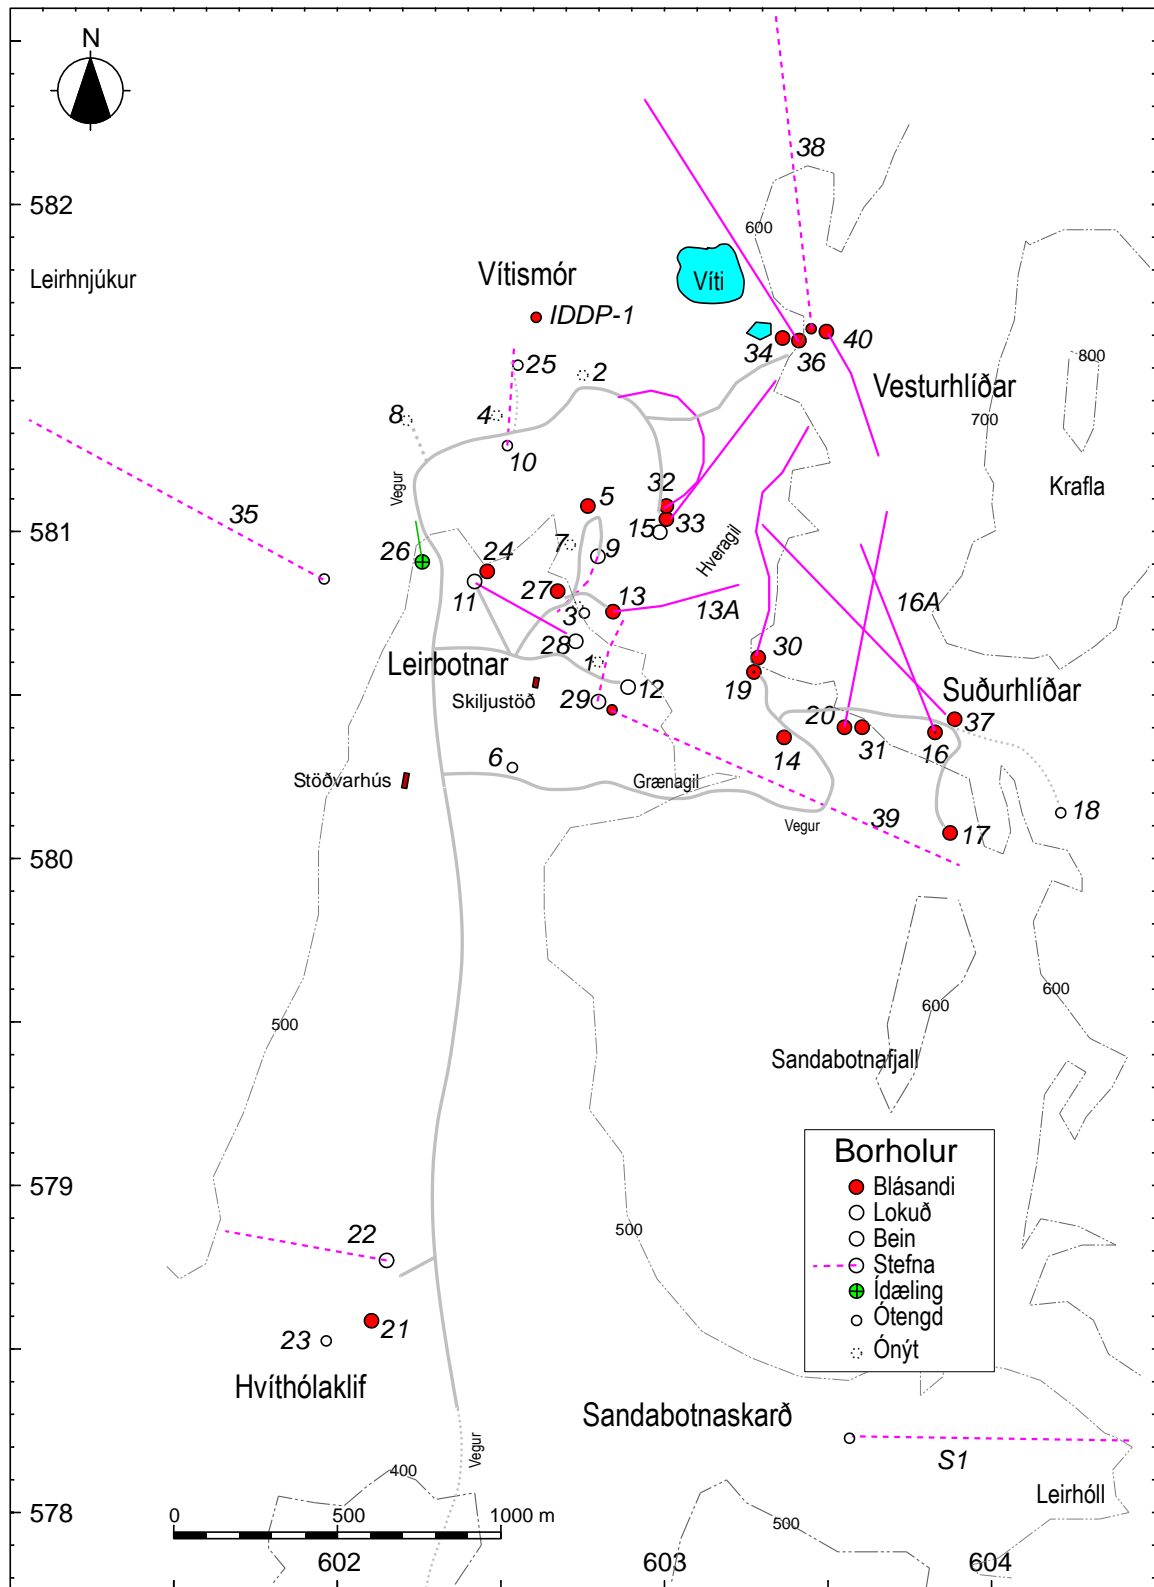 N
38
582
600
Leirhnjúkur
Vítismór
Víti
IDDP-1
34
36
40
25
2
800
Vesturhlíðar
8
4
700
10
Vegur
32
Krafla
5
35
15
33
7
9
Hveragil
26
24
11
27
13
13A
16A
3
28
30
Leirbotnar
1
Skiljustöð
12
19
Suðurhlíðar
29
20
37
31
16
14
6
Stöðvarhús
Grænagil
39
18
Vegur
17
581
580
500
600
600
Sandabotnafjall
Borholur
Blásandi
Lokuð
Bein
Stefna
Ídæling
Ótengd
Ónýt
579
500
22
21
23
Hvíthólaklif
Sandabotnaskarð
Vegur
S1
400
Leirhóll
578
0
500
1000 m
500
602
603
604